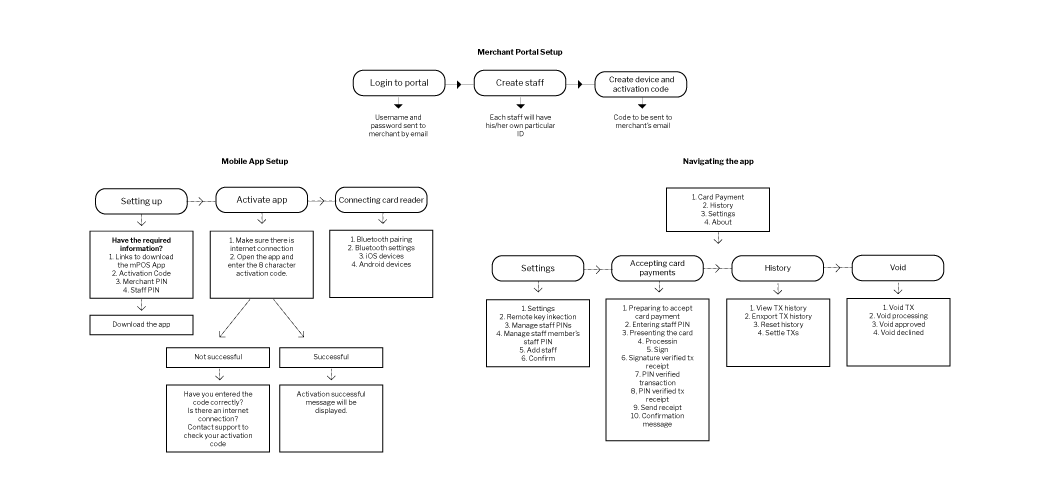 Merchant Portal Setup
Login to portal
Create staff
Create device and
activation code
Username and
password sent to
merchant by email
Each staff will have
his/her own particular
ID
Code to be sent to
merchant's email
Mobile App Setup
Setting up
Activate app
Connecting card reader
Have the required
information?
1. Links to download
the mPOS App
2. Activation Code
3. Merchant PIN
4. Staff PIN
1. Make sure there is
internet connection
2. Open the app and
enter the 8 character
activation code.
1. Bluetooth pairing
2. Bluetooth settings
3. iOS devices
4. Android devices
Download the app
Not successful
Successful
Have you entered the
code correctly?
Is there an internet
connection?
Contact support to
check your activation
code
Activation successful
message will be
displayed.
Navigating the app
1. Card Payment
2. History
3. Settings
4. About
Settings
Accepting card
payments
History
Void
1. Settings
2. Remote key inkection
3. Manage staff PINs
4. Manage staff member's
staff PIN
5. Add staff
6. Confirm
1. Preparing to accept
card payment
2. Entering staff PIN
3. Presenting the card
4. Processin
5. Sign
6. Signature verified tx
receipt
7. PIN verified
transaction
8. PIN verified tx
receipt
9. Send receipt
10. Confirmation
message
1. View TX history
2. Enxport TX history
3. Reset history
4. Settle TXs
1. Void TX
2. Void processing
3. Void approved
4. Void declined